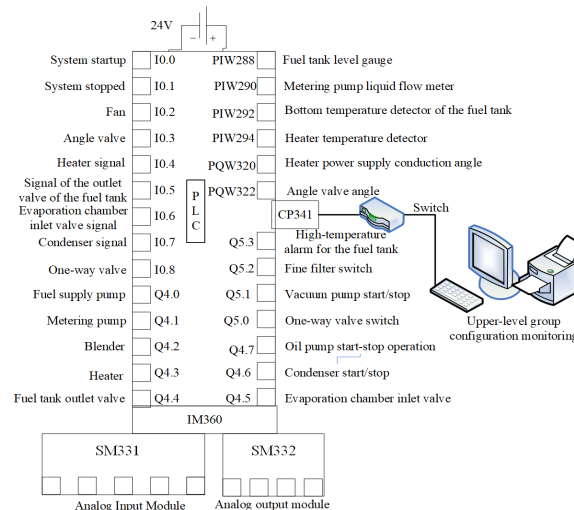 24V
− +
System startup I0.0 PIW288 Fuel tank level gauge
System stopped I0.1 PIW290 Metering pump liquid flow meter
Fan I0.2 PIW292 Bottom temperature detector of the fuel tank
Angle valve I0.3 PIW294 Heater temperature detector
Heater signal I0.4 PQW320 Heater power supply conduction angle
Signal of the outlet
valve of the fuel tank I0.5 PQW322 Angle valve angle
PLC
Evaporation chamber
inlet valve signal I0.6 CP341 Switch
Condenser signal I0.7 Q5.3 High-temperature
alarm for the fuel tank
One-way valve I0.8 Q5.2 Fine filter switch
Fuel supply pump Q4.0 Q5.1 Vacuum pump start/stop
Metering pump Q4.1 Q5.0 One-way valve switch
Upper-level group
configuration monitoring
Blender Q4.2 Q4.7 Oil pump start-stop operation
Heater Q4.3 Q4.6 Condenser start/stop
Fuel tank outlet valve Q4.4 Q4.5 Evaporation chamber inlet valve
IM360
SM331 SM332
Analog Input Module Analog output module